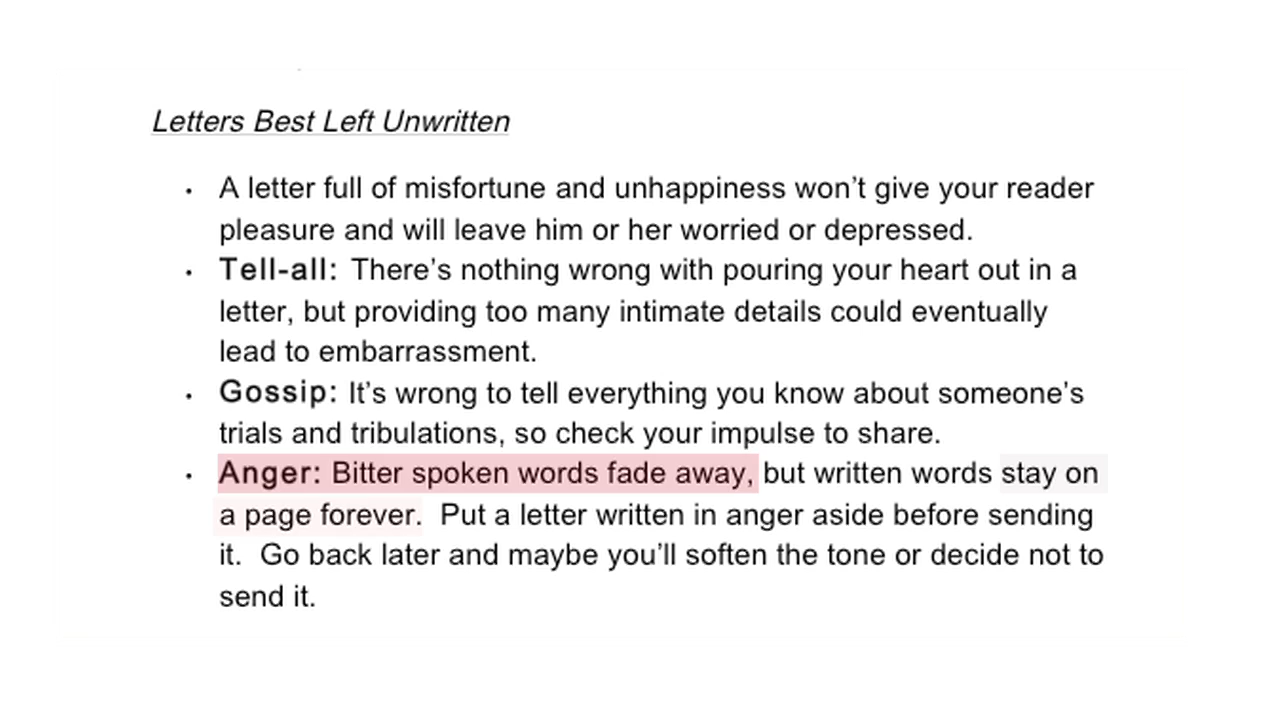 Letters Best Left Unwritten
• A letter full of misfortune and unhappiness won’t give your reader
pleasure and will leave him or her worried or depressed.
• Tell-all: There’s nothing wrong with pouring your heart out in a
letter, but providing too many intimate details could eventually
lead to embarrassment.
• Gossip: It’s wrong to tell everything you know about someone’s
trials and tribulations, so check your impulse to share.
• Anger: Bitter spoken words fade away, but written words stay on
a page forever.  Put a letter written in anger aside before sending
it.  Go back later and maybe you’ll soften the tone or decide not to
send it.